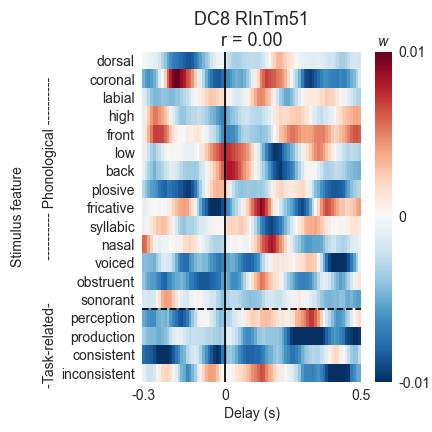 DC8 RInTm51
r = 0.00
w
Stimulus feature
---------- Phonological ----------
-Task-related-
dorsal
coronal
labial
high
front
low
back
plosive
fricative
syllabic
nasal
voiced
obstruent
sonorant
perception
production
consistent
inconsistent
0.01
0
-0.01
-0.3 0 0.5
Delay (s)